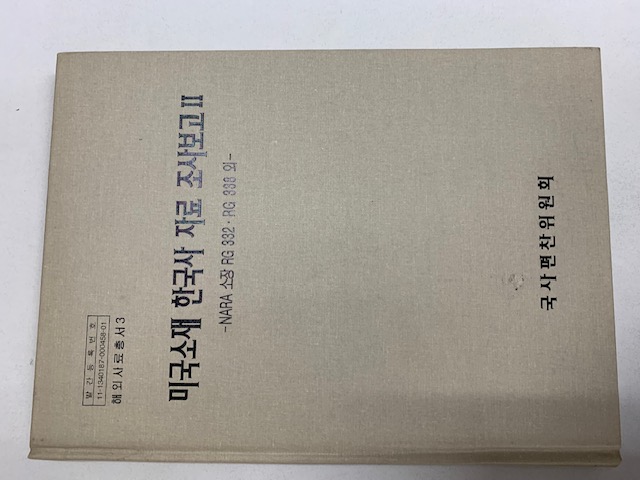 발간등록번호
11-1340187-000458-01
해외사료총서 3
미국소재 한국사 자료 조사보고 II
-NARA 소장 RG 332·RG 338 외-
국사편찬위원회